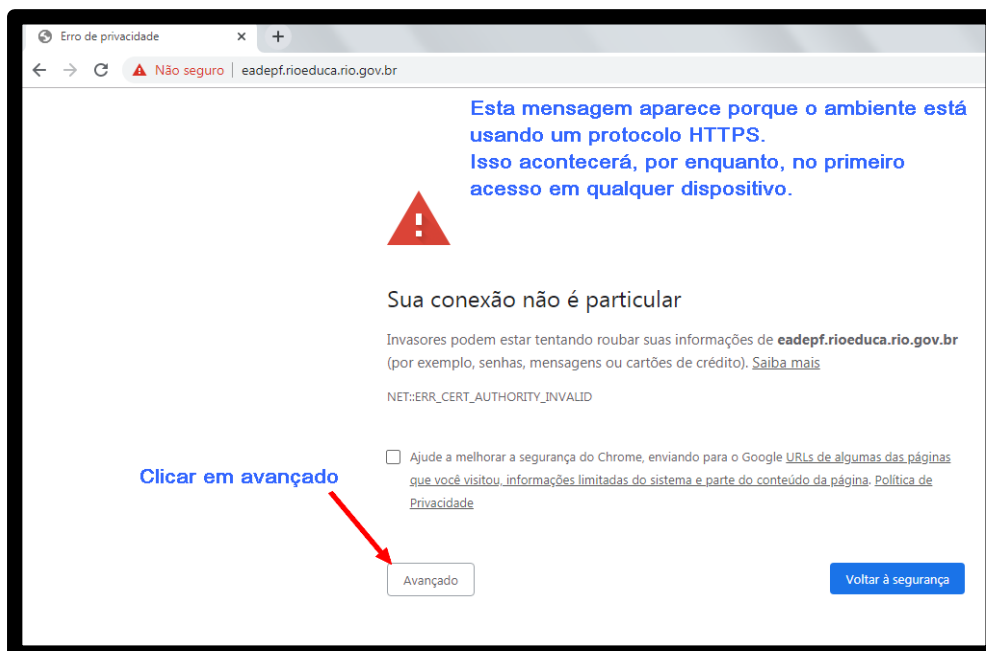 Erro de privacidade
Não seguro
eadepf.rioeduca.rio.gov.br
Esta mensagem aparece porque o ambiente está
usando um protocolo HTTPS.
Isso acontecerá, por enquanto, no primeiro
acesso em qualquer dispositivo.
Sua conexão não é particular
Invasores podem estar tentando roubar suas informações de eadepf.rioeduca.rio.gov.br
(por exemplo, senhas, mensagens ou cartões de crédito). Saiba mais
NET::ERR_CERT_AUTHORITY_INVALID
Ajude a melhorar a segurança do Chrome, enviando para o Google URLs de algumas das páginas
que você visitou, informações limitadas do sistema e parte do conteúdo da página. Política de
Privacidade
Clicar em avançado
Avançado
Voltar à segurança